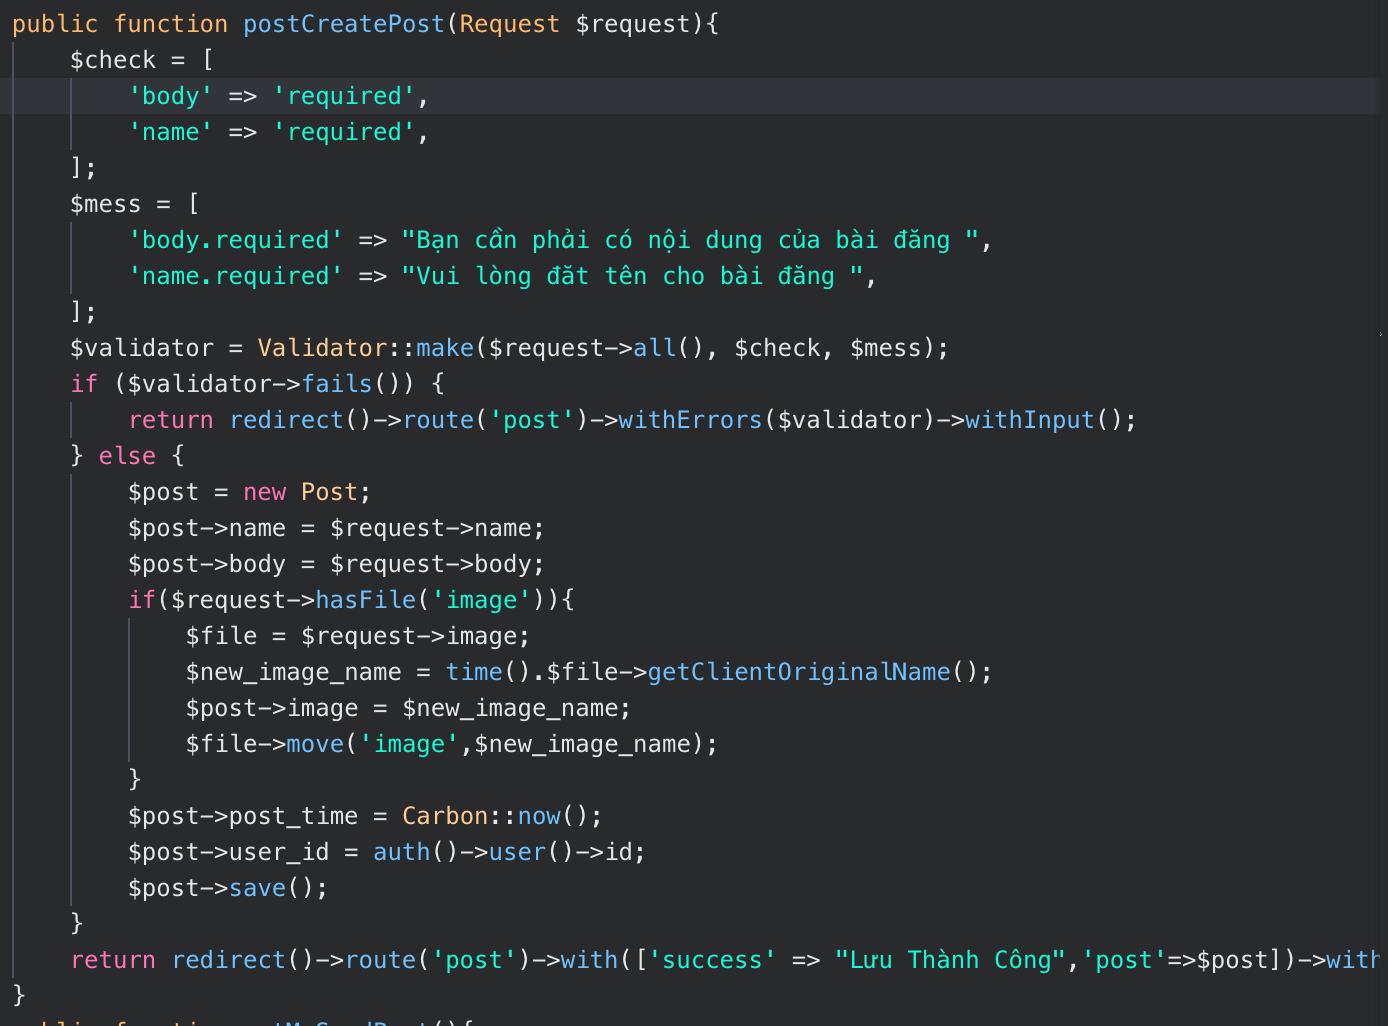 public function postCreatePost(Request $request){
    $check = [
        'body' => 'required',
        'name' => 'required',
    ];
    $mess = [
        'body.required' => "Bạn cần phải có nội dung của bài đăng ",
        'name.required' => "Vui lòng đăt tên cho bài đăng ",
    ];
    $validator = Validator::make($request->all(), $check, $mess);
    if ($validator->fails()) {
        return redirect()->route('post')->withErrors($validator)->withInput();
    } else {
        $post = new Post;
        $post->name = $request->name;
        $post->body = $request->body;
        if($request->hasFile('image')){
            $file = $request->image;
            $new_image_name = time().$file->getClientOriginalName();
            $post->image = $new_image_name;
            $file->move('image',$new_image_name);
        }
        $post->post_time = Carbon::now();
        $post->user_id = auth()->user()->id;
        $post->save();
    }
    return redirect()->route('post')->with(['success' => "Lưu Thành Công",'post'=>$post])->with
}